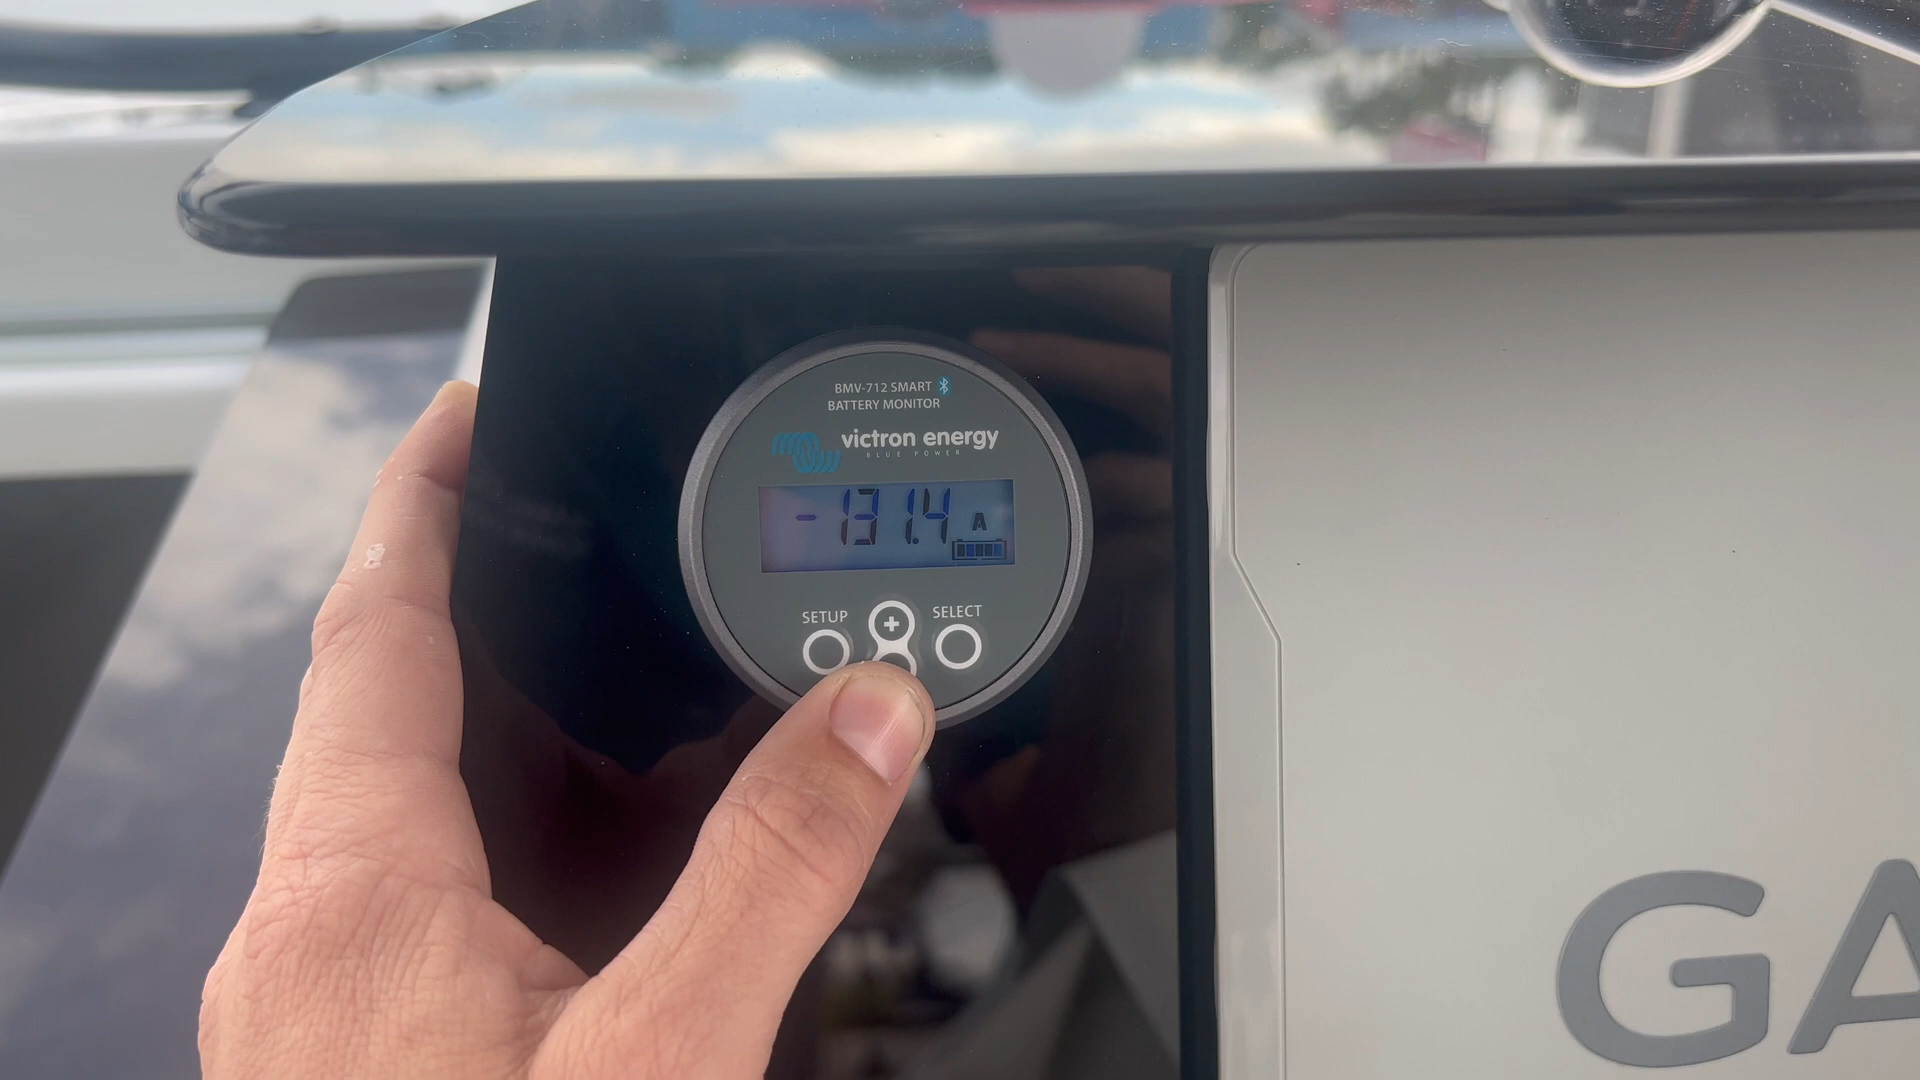 BMV-712 SMART
BATTERY MONITOR
victron energy
BLUE POWER
-131.4 A
SETUP
+
SELECT
GA